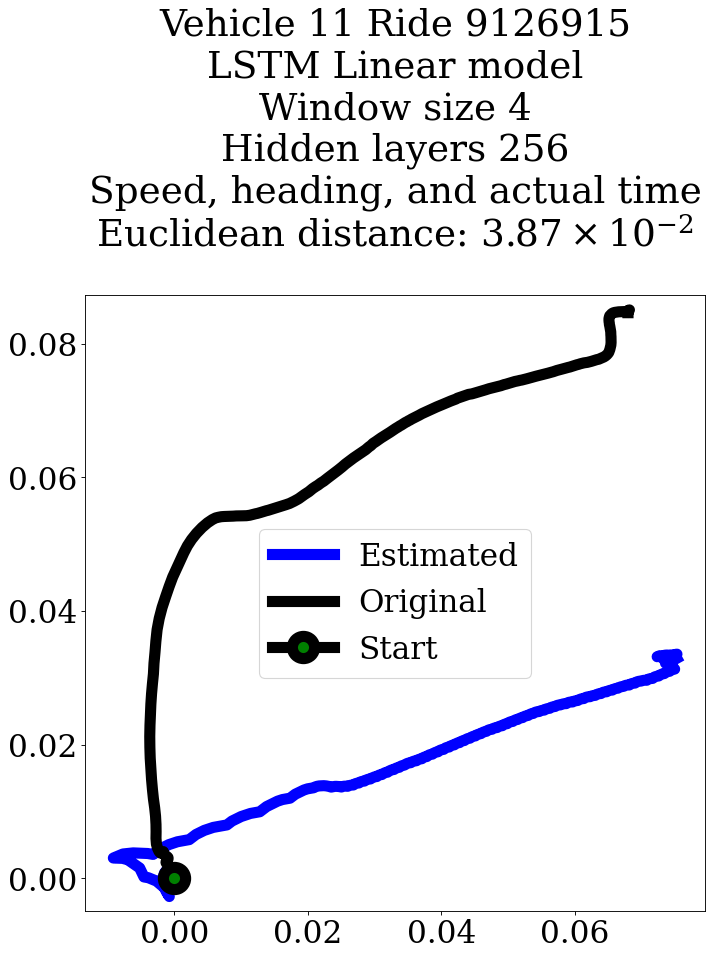 Vehicle 11 Ride 9126915
LSTM Linear model
Window size 4
Hidden layers 256
Speed, heading, and actual time
Euclidean distance: 3.87 × 10⁻²
0.08
0.06
0.04
0.02
0.00
Estimated
Original
Start
0.00 0.02 0.04 0.06